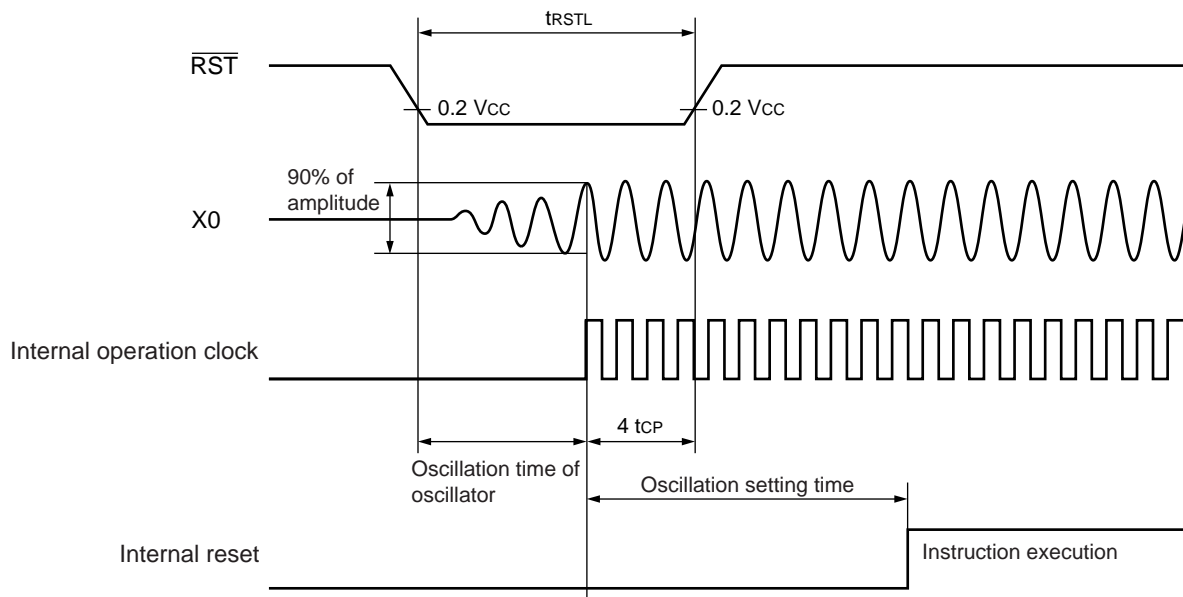 tRSTL
RST
0.2 VCC
0.2 VCC
90% of
amplitude
X0
Internal operation clock
4 tCP
Oscillation time of
oscillator
Oscillation setting time
Internal reset
Instruction execution